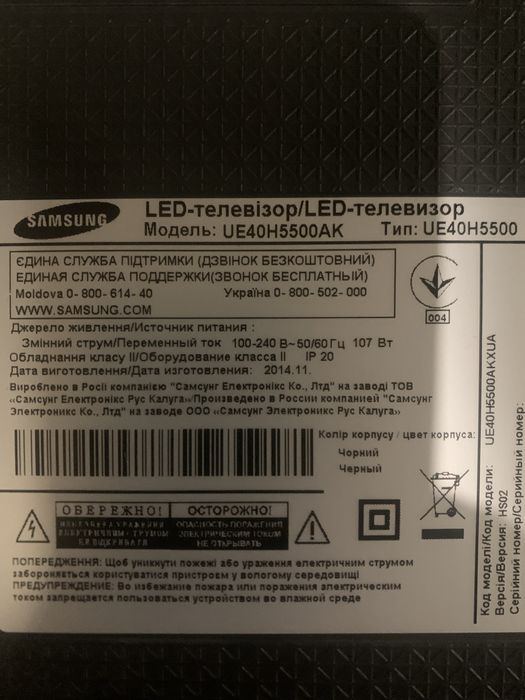 SAMSUNG
LED-телевізор/LED-телевизор
Модель: UE40H5500AK Тип: UE40H5500
ЄДИНА СЛУЖБА ПІДТРИМКИ (ДЗВІНОК БЕЗКОШТОВНИЙ)
ЕДИНАЯ СЛУЖБА ПОДДЕРЖКИ(ЗВОНОК БЕСПЛАТНЫЙ)
Moldova 0-800-614-40 Україна 0-800-502-000
WWW.SAMSUNG.COM
004
Джерело живлення/Источник питания :
Змінний струм/Переменный ток 100-240 В~50/60 Гц 107 Вт
Обладнання класу II/Оборудование класса II IP 20
Дата виготовлення/Дата изготовления: 2014.11.
Вироблено в Росії компанією "Самсунг Електронікс Ко., Лтд" на заводі ТОВ
«Самсунг Електронікс Рус Калуга»/Произведено в России компанией "Самсунг
Электроникс Ко., Лтд" на заводе ООО «Самсунг Электроникс Рус Калуга»
Колір корпусу / цвет корпуса:
Чорний
Черный
ОБЕРЕЖНО!
ОСТОРОЖНО!
ОПАСНОСТЬ ПОРАЖЕНИЯ
ЭЛЕКТРИЧЕСКИМ ТОКОМ
НЕ ОТКРЫВАТЬ
ПОПЕРЕДЖЕННЯ: Щоб уникнути пожежі або ураження електричним струмом
забороняється користуватися пристроєм у вологому середовищі
ПРЕДУПРЕЖДЕНИЕ: Во избежание пожара или поражения электрическим
током запрещается пользоваться устройством во влажной среде
Код моделі/Код модели: UE40H5500AKXUA
Версія/Версия: HS02
Серійний номер/Серийный номер: